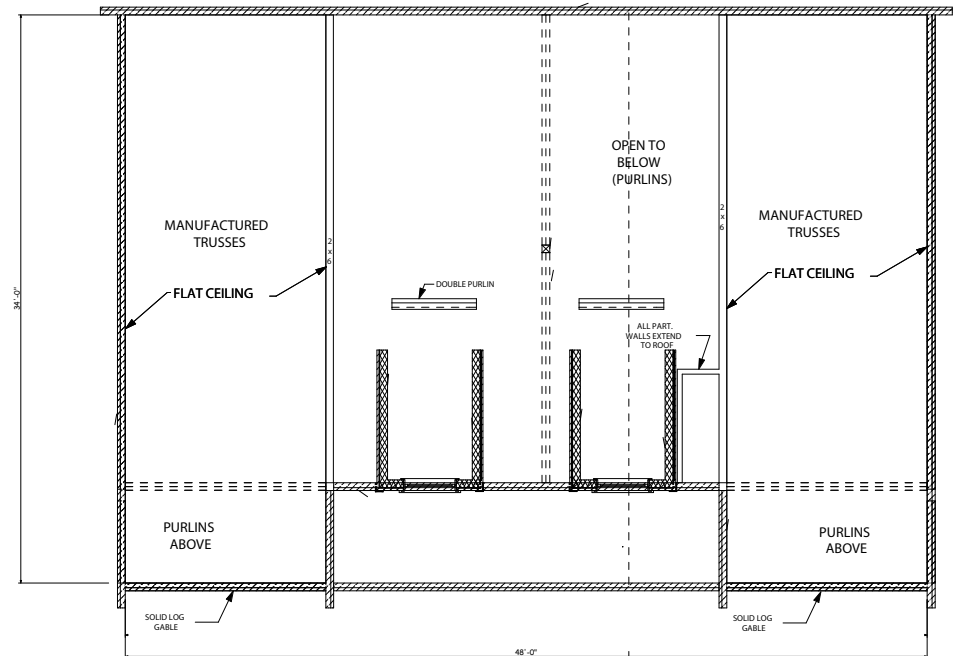 OPEN TO
BELOW
(PURLINS)
MANUFACTURED
TRUSSES
2
x
6
2
x
6
MANUFACTURED
TRUSSES
FLAT CEILING
FLAT CEILING
DOUBLE PURLIN
34'-0"
ALL PART.
WALLS EXTEND
TO ROOF
PURLINS
ABOVE
PURLINS
ABOVE
SOLID LOG
GABLE
SOLID LOG
GABLE
48'-0"